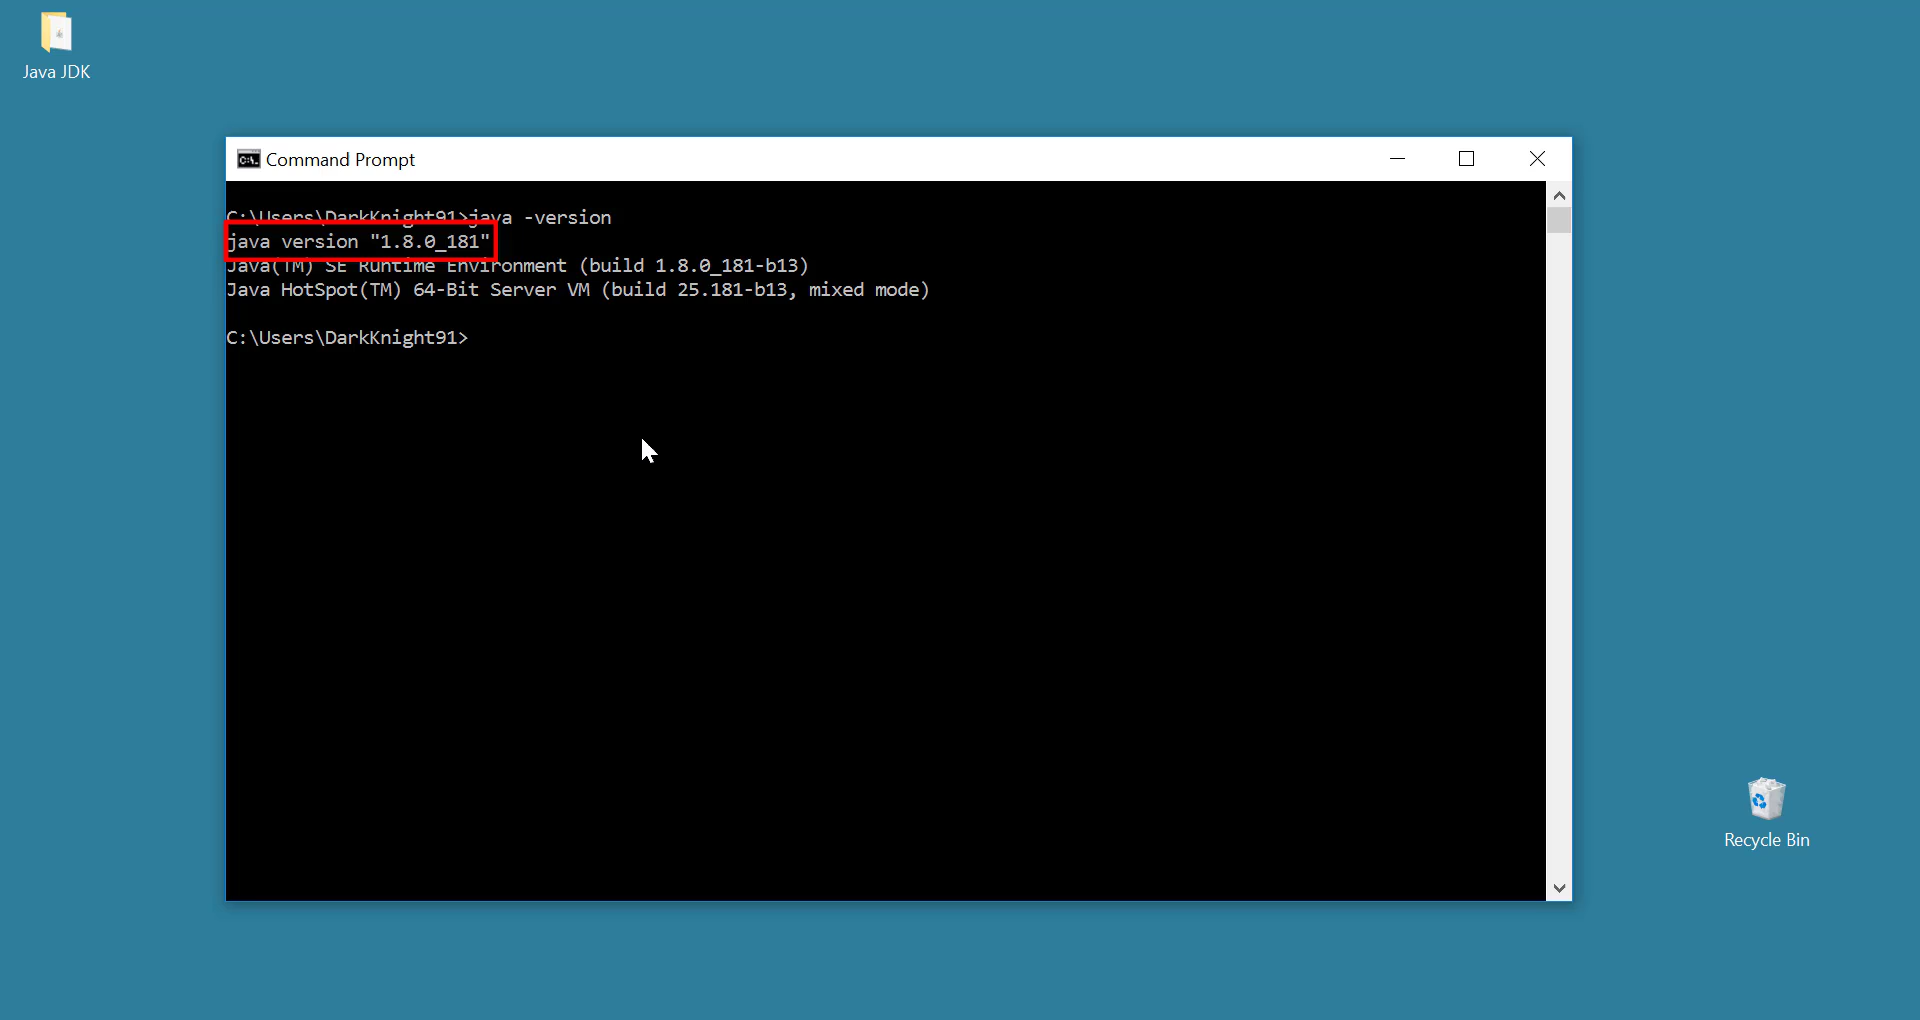 Java JDK
Command Prompt
C:\Users\DarkKnight91>java -version
java version "1.8.0_181"
Java(TM) SE Runtime Environment (build 1.8.0_181-b13)
Java HotSpot(TM) 64-Bit Server VM (build 25.181-b13, mixed mode)
C:\Users\DarkKnight91>
Recycle Bin